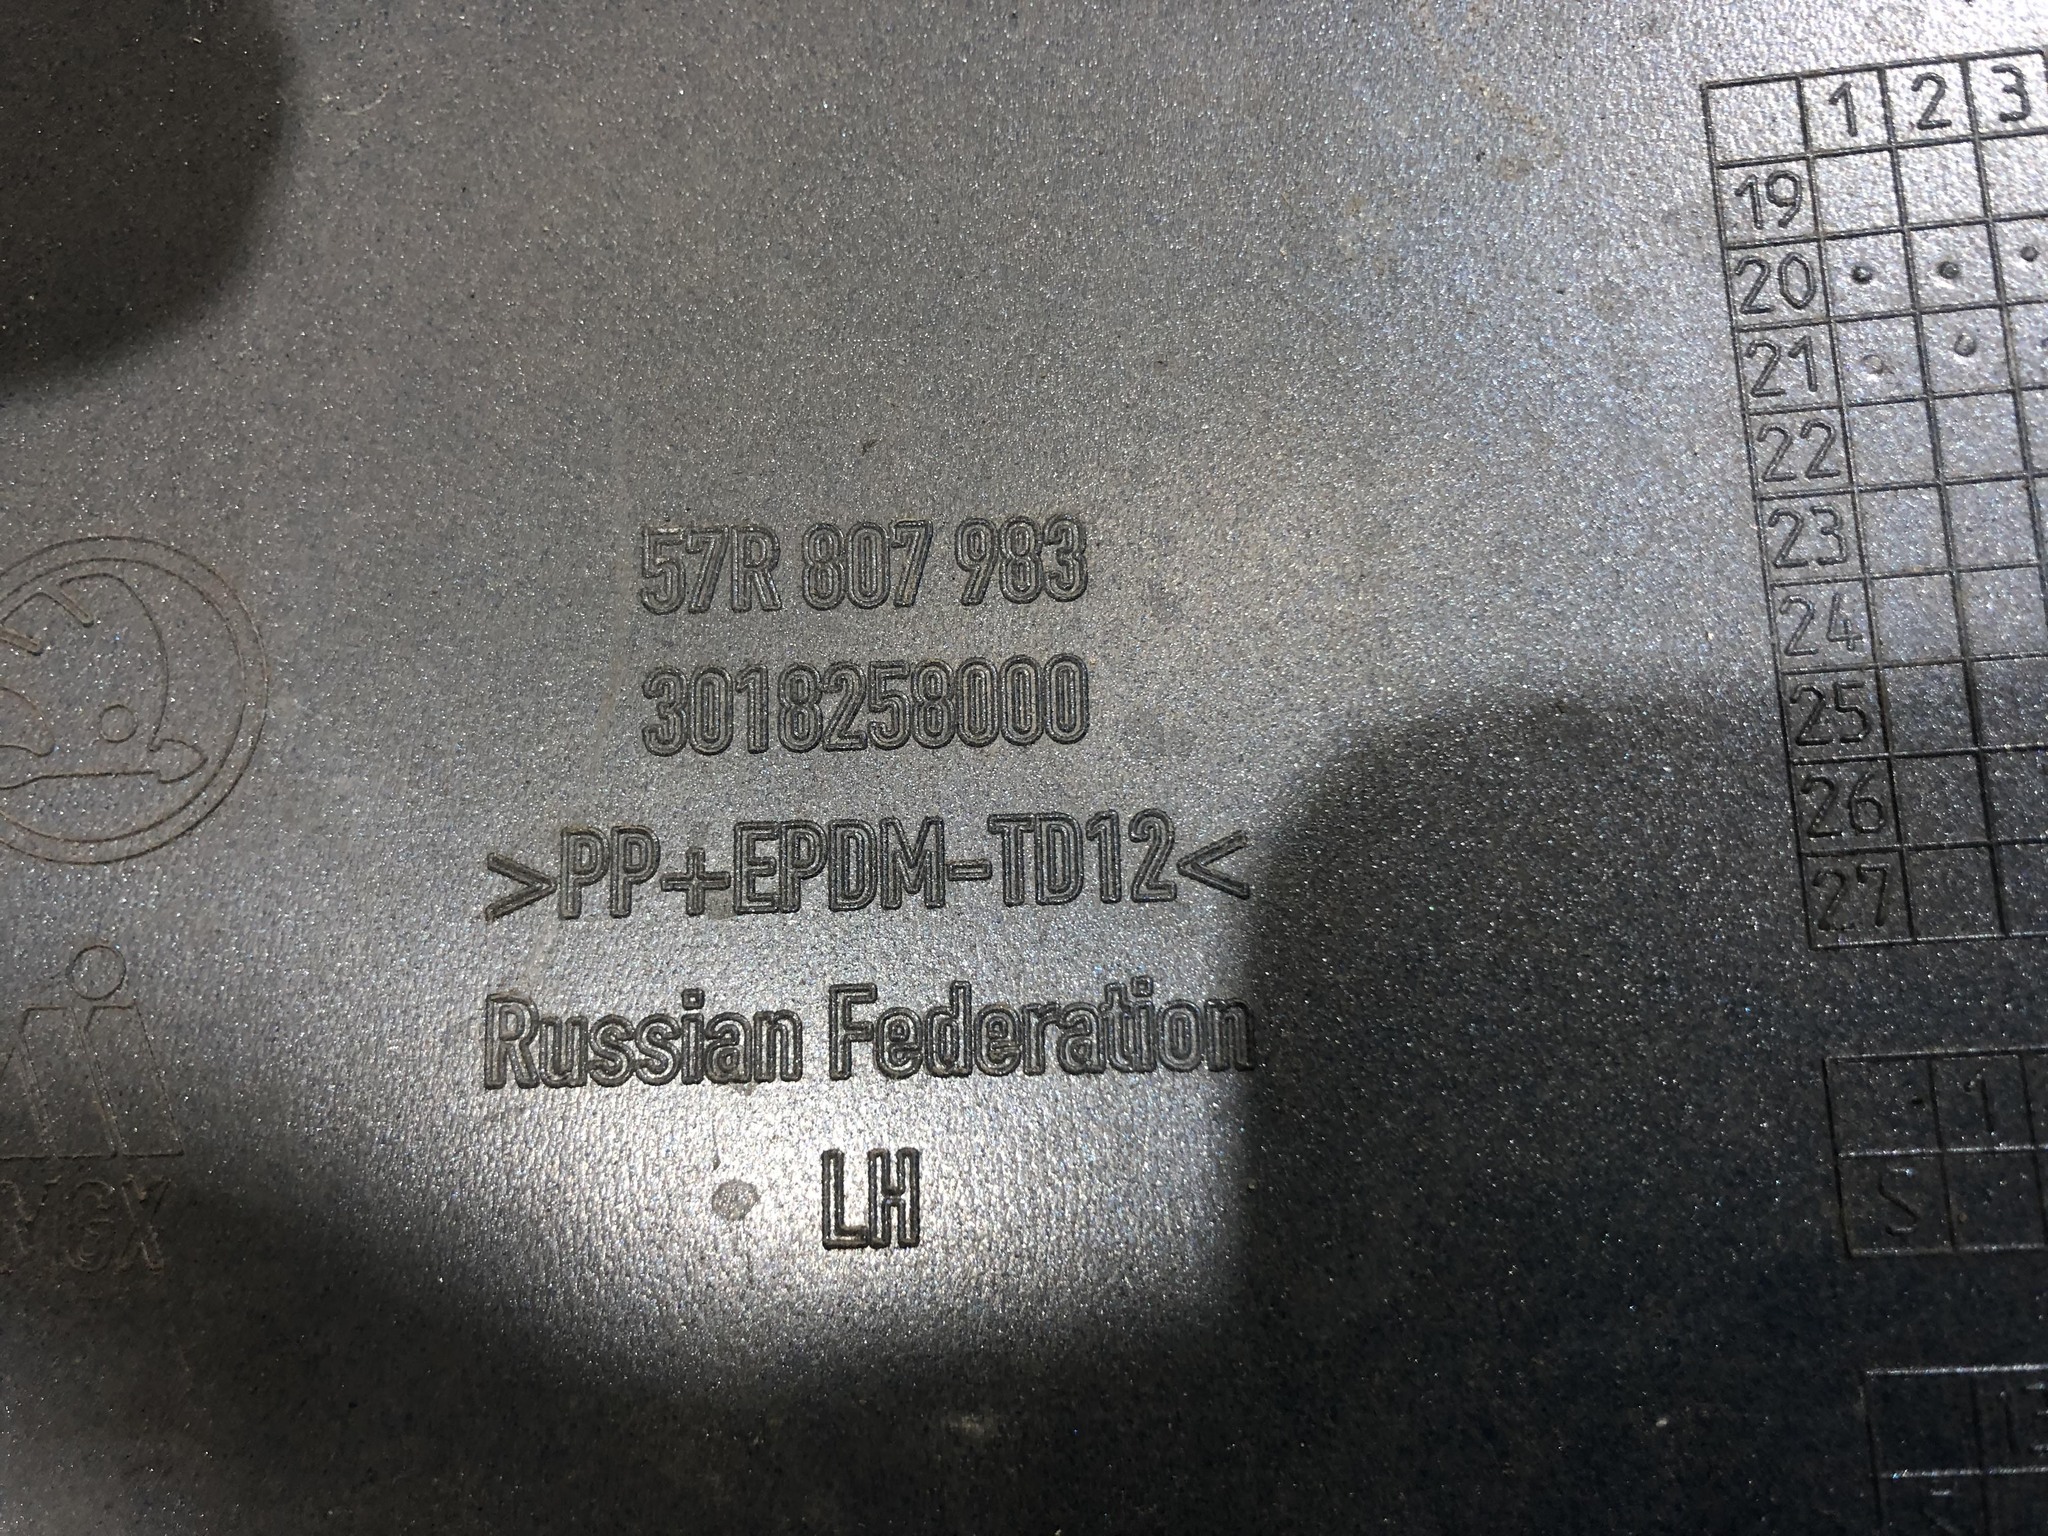 57R 807 983
3018258000
>PP+EPDM-TD12<
Russian Federation
LH
1 2 3
19
20
21
22
23
24
25
26
27
1
S